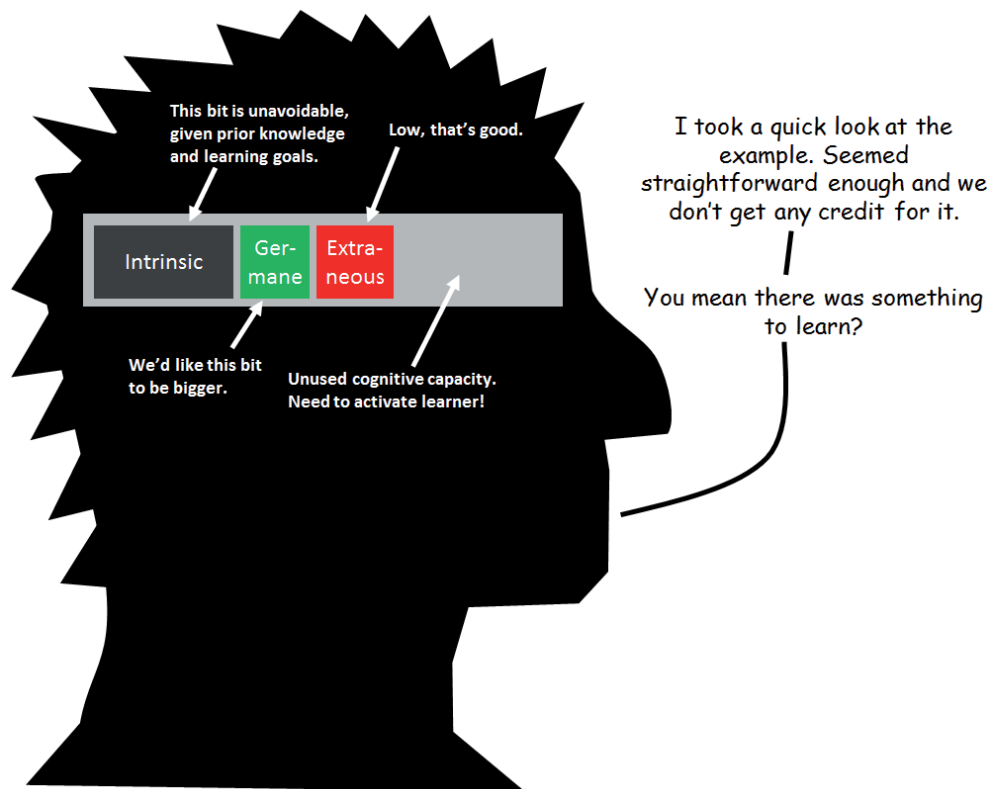 This bit is unavoidable,
given prior knowledge
and learning goals.
Low, that's good.
Intrinsic
Ger-
mane
Extra-
neous
We'd like this bit
to be bigger.
Unused cognitive capacity.
Need to activate learner!
I took a quick look at the
example. Seemed
straightforward enough and we
don't get any credit for it.
You mean there was something
to learn?